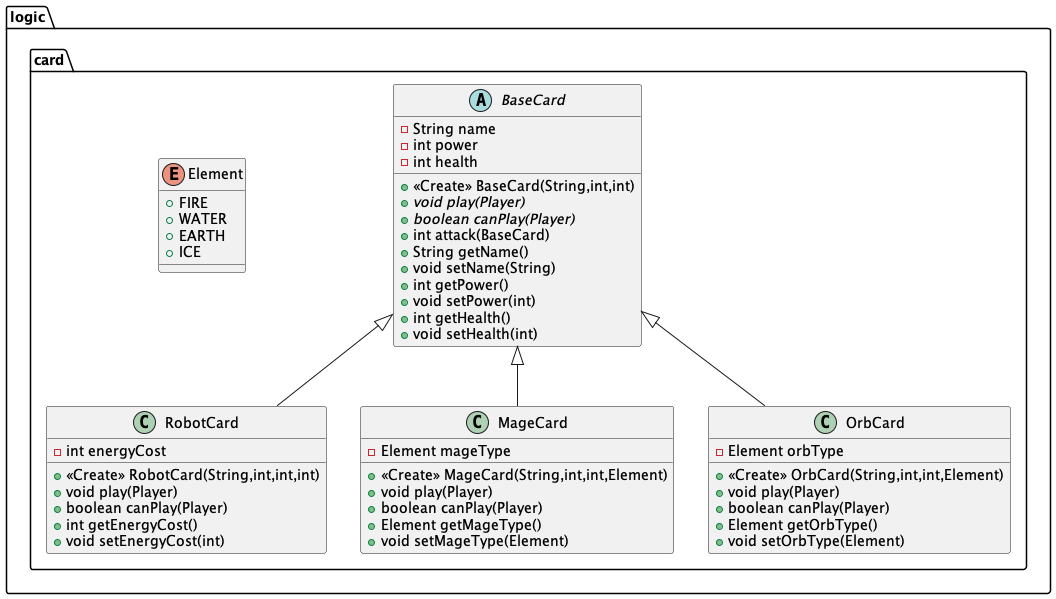 logic
card
A BaseCard
String name
int power
int health
«Create» BaseCard(String,int,int)
void play(Player)
boolean canPlay(Player)
int attack(BaseCard)
String getName()
void setName(String)
int getPower()
void setPower(int)
int getHealth()
void setHealth(int)
E Element
FIRE
WATER
EARTH
ICE
C RobotCard
int energyCost
«Create» RobotCard(String,int,int,int)
void play(Player)
boolean canPlay(Player)
int getEnergyCost()
void setEnergyCost(int)
C MageCard
Element mageType
«Create» MageCard(String,int,int,Element)
void play(Player)
boolean canPlay(Player)
Element getMageType()
void setMageType(Element)
C OrbCard
Element orbType
«Create» OrbCard(String,int,int,Element)
void play(Player)
boolean canPlay(Player)
Element getOrbType()
void setOrbType(Element)